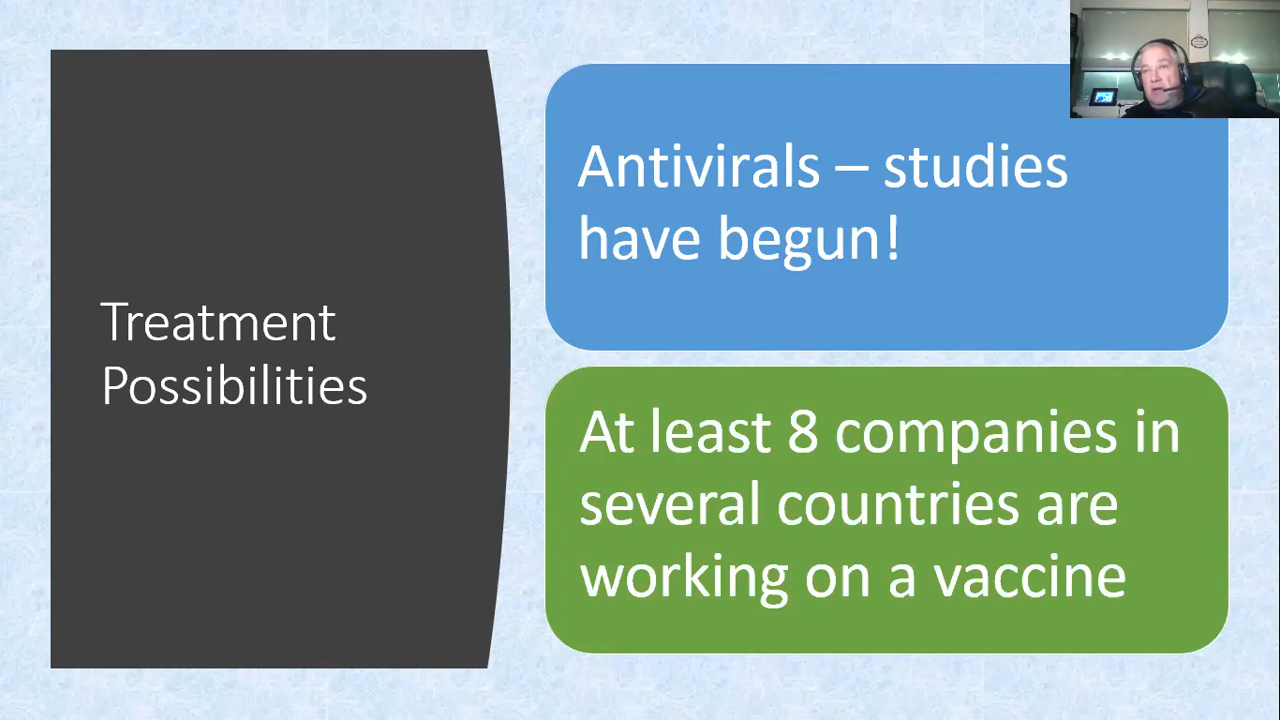 Treatment
Possibilities
Antivirals – studies
have begun!
At least 8 companies in
several countries are
working on a vaccine